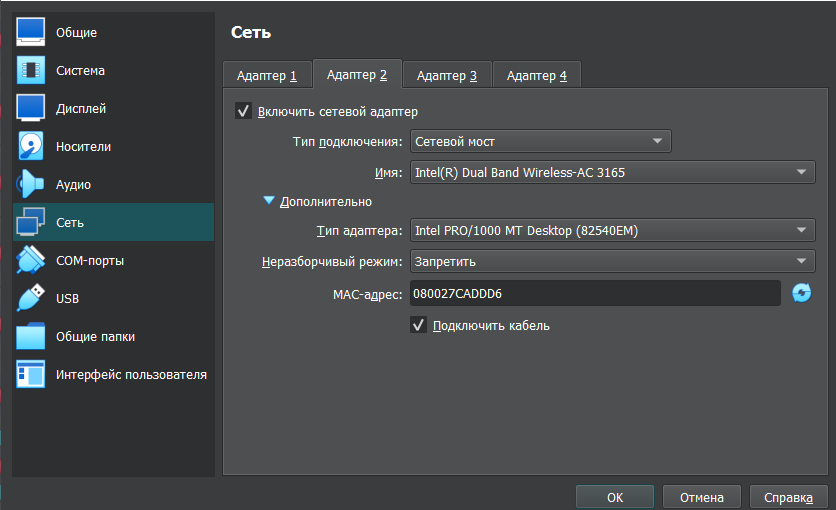 Общие
Система
Дисплей
Носители
Аудио
Сеть
COM-порты
USB
Общие папки
Интерфейс пользователя
Сеть
Адаптер 1
Адаптер 2
Адаптер 3
Адаптер 4
Включить сетевой адаптер
Тип подключения: Сетевой мост
Имя: Intel(R) Dual Band Wireless-AC 3165
Дополнительно
Тип адаптера: Intel PRO/1000 MT Desktop (82540EM)
Неразборчивый режим: Запретить
MAC-адрес: 080027CADDD6
Подключить кабель
OK
Отмена
Справка